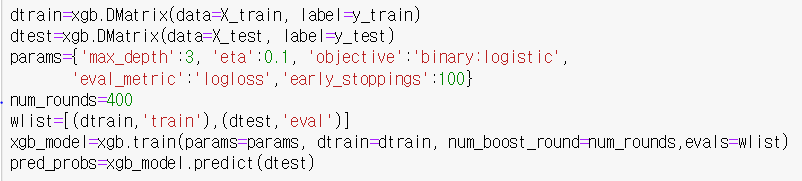 dtrain=xgb.DMatrix(data=X_train, label=y_train)
dtest=xgb.DMatrix(data=X_test, label=y_test)
params={'max_depth':3, 'eta':0.1, 'objective':'binary:logistic',
'eval_metric':'logloss','early_stoppings':100}
num_rounds=400
wlist=[(dtrain,'train'),(dtest,'eval')]
xgb_model=xgb.train(params=params, dtrain=dtrain, num_boost_round=num_rounds,evals=wlist)
pred_probs=xgb_model.predict(dtest)